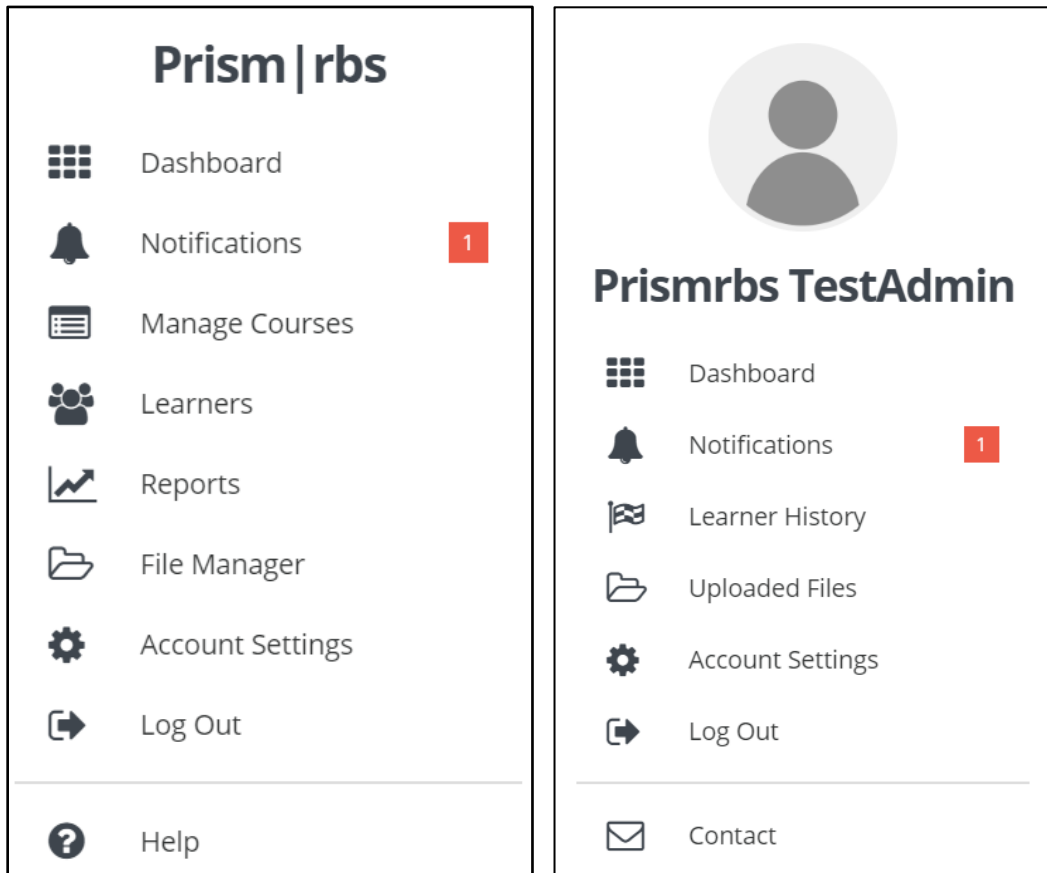 Prism|rbs
Dashboard
Notifications 1
Manage Courses
Learners
Reports
File Manager
Account Settings
Log Out
Help
Prismrbs TestAdmin
Dashboard
Notifications 1
Learner History
Uploaded Files
Account Settings
Log Out
Contact